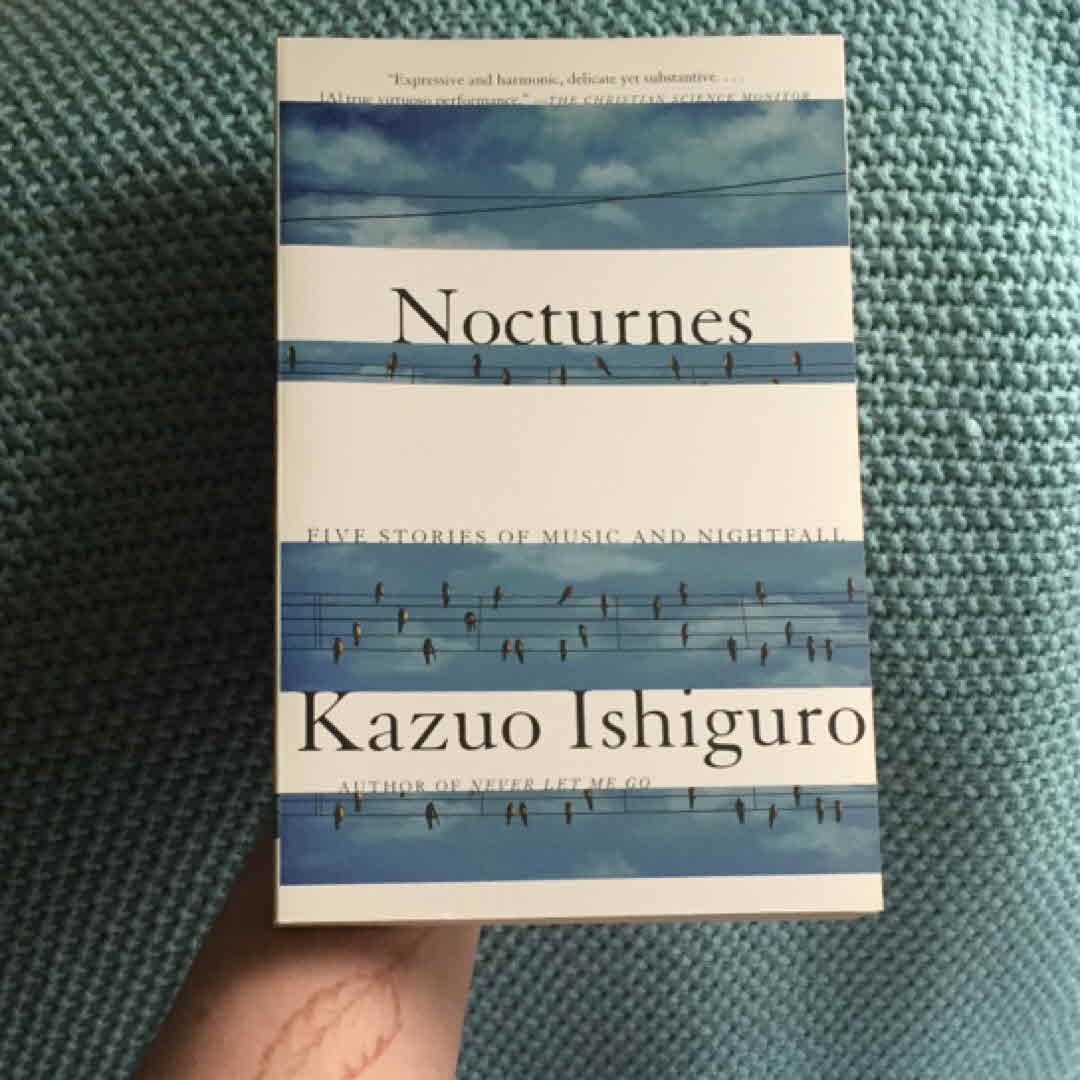 "Expressive and harmonic, delicate yet substantive. . . .
[A] true virtuoso performance." —THE CHRISTIAN SCIENCE MONITOR
Nocturnes
FIVE STORIES OF MUSIC AND NIGHTFALL
Kazuo Ishiguro
AUTHOR OF NEVER LET ME GO